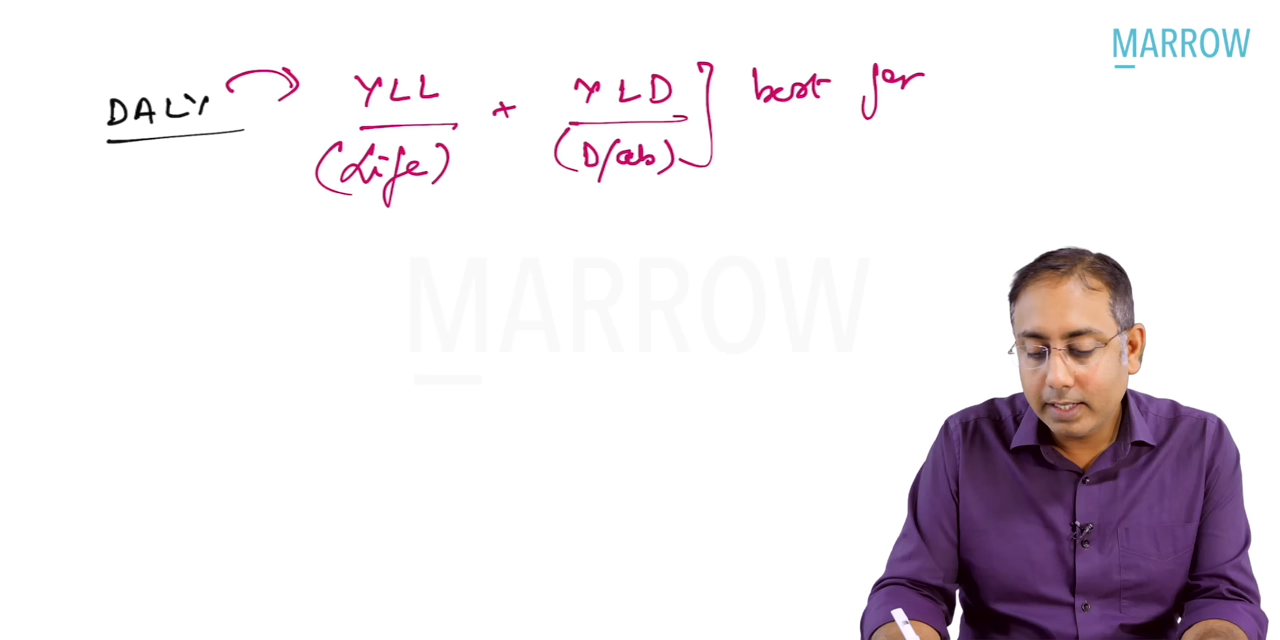 MARROW
DALY YLL + YLD ] best for
(Life) (D/ab)
MARROW